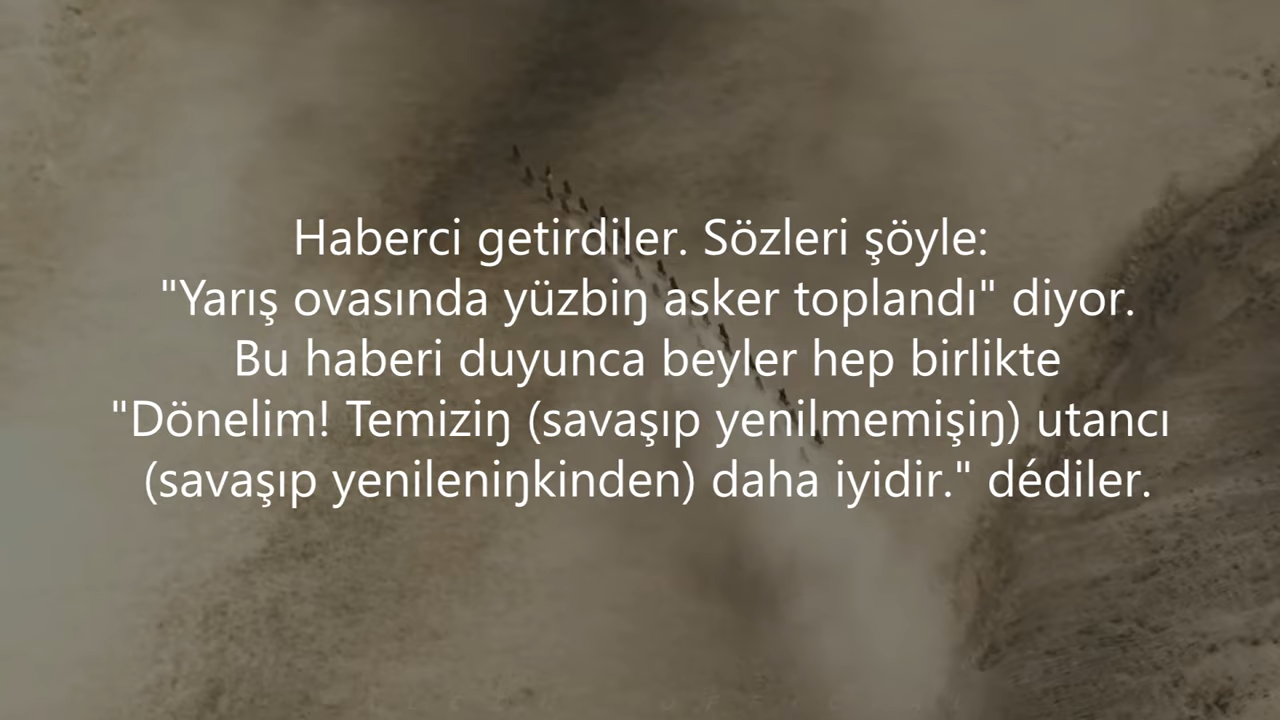 Haberci getirdiler. Sözleri şöyle:
"Yarış ovasında yüzbiŋ asker toplandı" diyor.
Bu haberi duyunca beyler hep birlikte
"Dönelim! Temiziŋ (savaşıp yenilmemişiŋ) utancı
(savaşıp yenileniŋkinden) daha iyidir." dédiler.